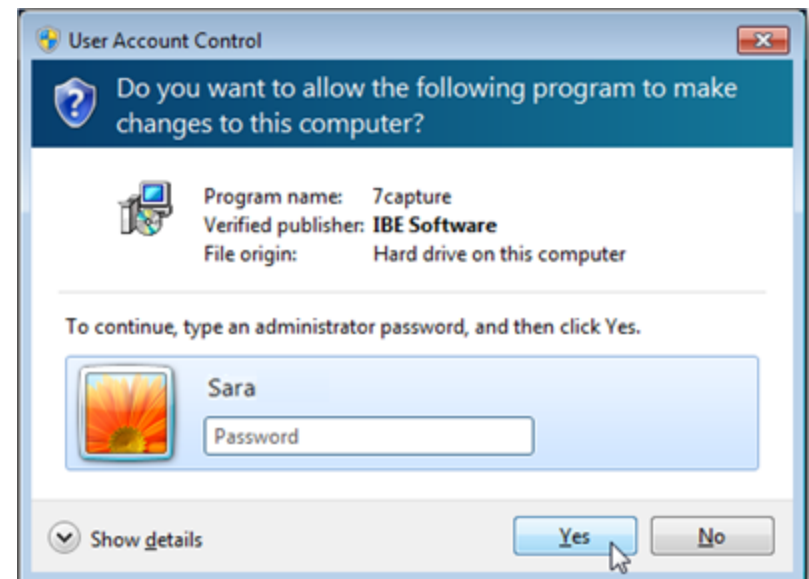 User Account Control
Do you want to allow the following program to make
changes to this computer?
Program name: 7capture
Verified publisher: IBE Software
File origin: Hard drive on this computer
To continue, type an administrator password, and then click Yes.
Sara
Password
Show details
Yes
No